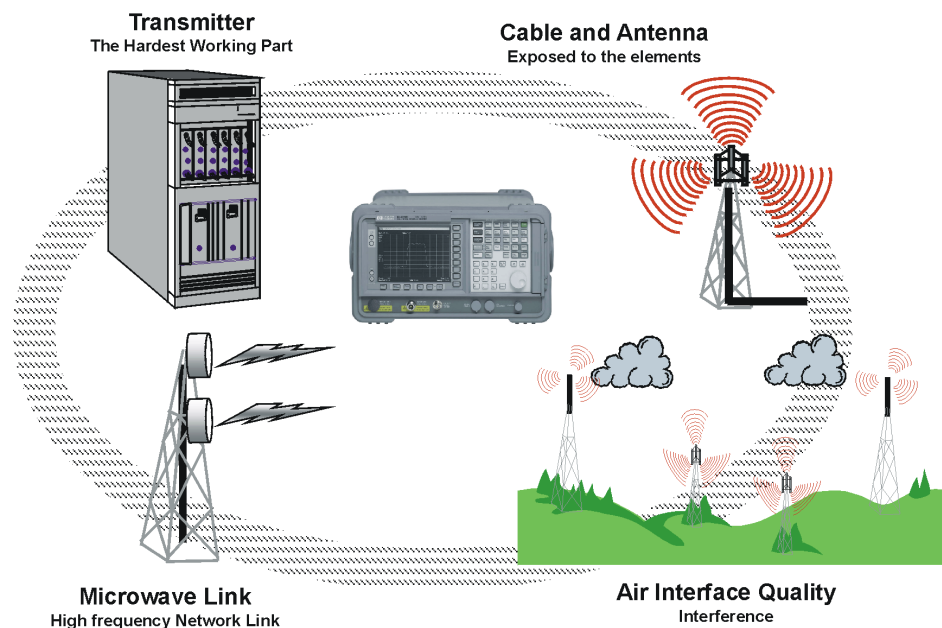 Transmitter
The Hardest Working Part
Cable and Antenna
Exposed to the elements
Microwave Link
High frequency Network Link
Air Interface Quality
Interference